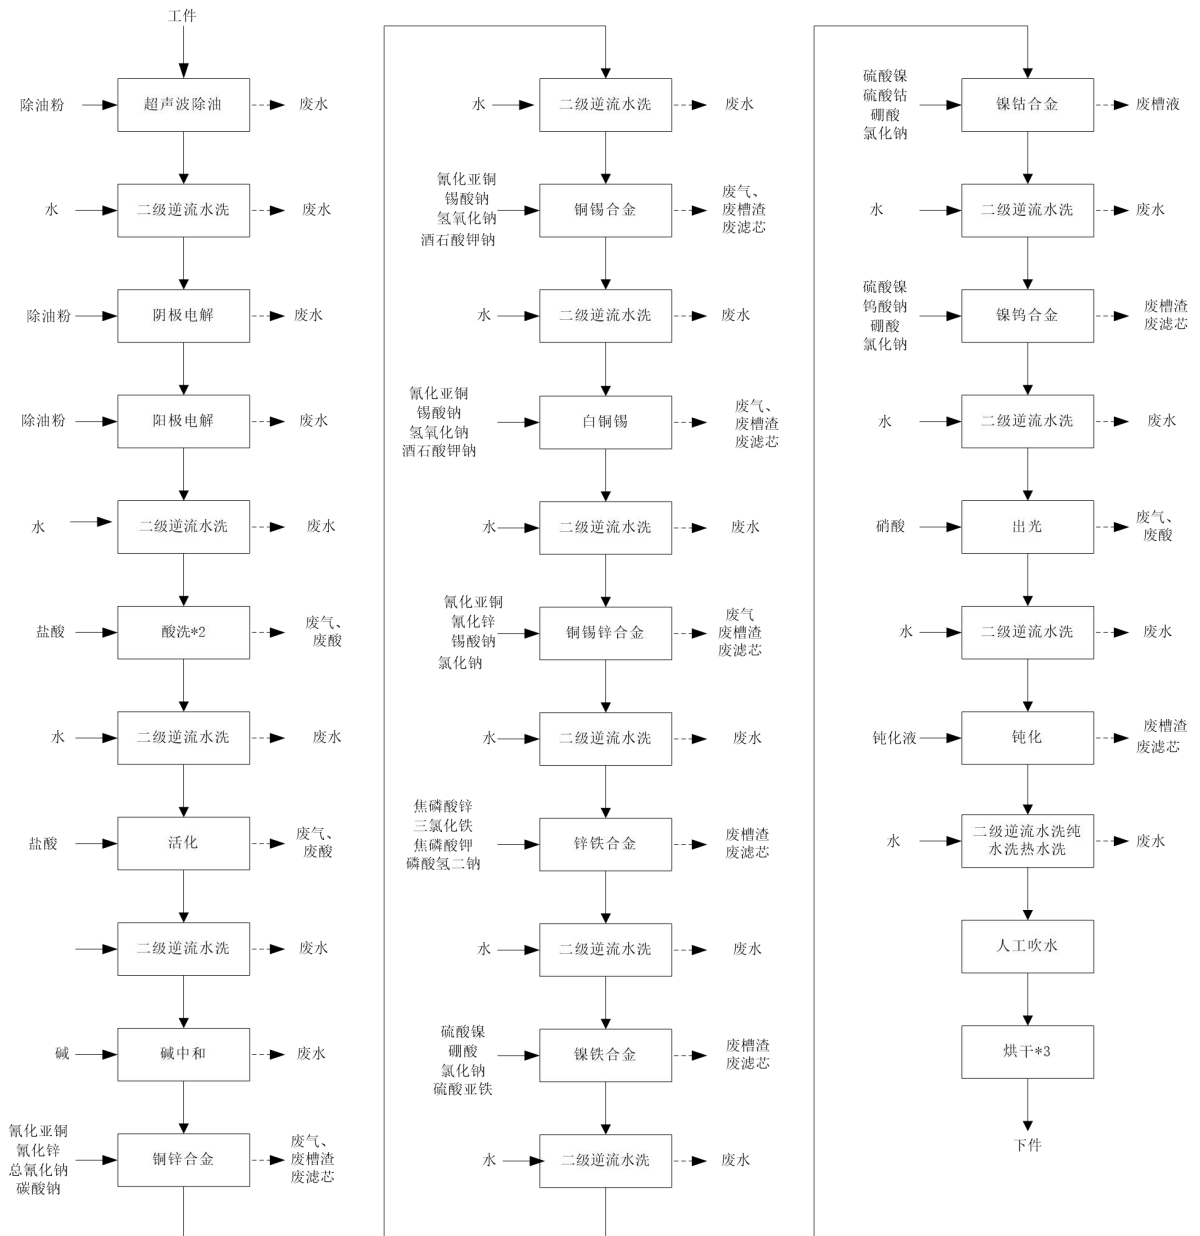 工件
除油粉
超声波除油
废水
水
二级逆流水洗
废水
除油粉
阴极电解
废水
除油粉
阳极电解
废水
水
二级逆流水洗
废水
盐酸
酸洗*2
废气、
废酸
水
二级逆流水洗
废水
盐酸
活化
废气、
废酸
二级逆流水洗
废水
碱
碱中和
废水
氰化亚铜
氰化锌
总氰化钠
碳酸钠
铜锌合金
废气、
废槽渣
废滤芯
水
二级逆流水洗
废水
氰化亚铜
锡酸钠
氢氧化钠
酒石酸钾钠
铜锡合金
废气、
废槽渣
废滤芯
水
二级逆流水洗
废水
氰化亚铜
锡酸钠
氢氧化钠
酒石酸钾钠
白铜锡
废气、
废槽渣
废滤芯
水
二级逆流水洗
废水
氰化亚铜
氰化锌
锡酸钠
氯化钠
铜锡锌合金
废气
废槽渣
废滤芯
水
二级逆流水洗
废水
焦磷酸锌
三氯化铁
焦磷酸钾
磷酸氢二钠
锌铁合金
废槽渣
废滤芯
水
二级逆流水洗
废水
硫酸镍
硼酸
氯化钠
硫酸亚铁
镍铁合金
废槽渣
废滤芯
水
二级逆流水洗
废水
硫酸镍
硫酸钴
硼酸
氯化钠
镍钴合金
废槽液
水
二级逆流水洗
废水
硫酸镍
钨酸钠
硼酸
氯化钠
镍钨合金
废槽渣
废滤芯
水
二级逆流水洗
废水
硝酸
出光
废气、
废酸
水
二级逆流水洗
废水
钝化液
钝化
废槽渣
废滤芯
水
二级逆流水洗纯
水洗热水洗
废水
人工吹水
烘干*3
下件